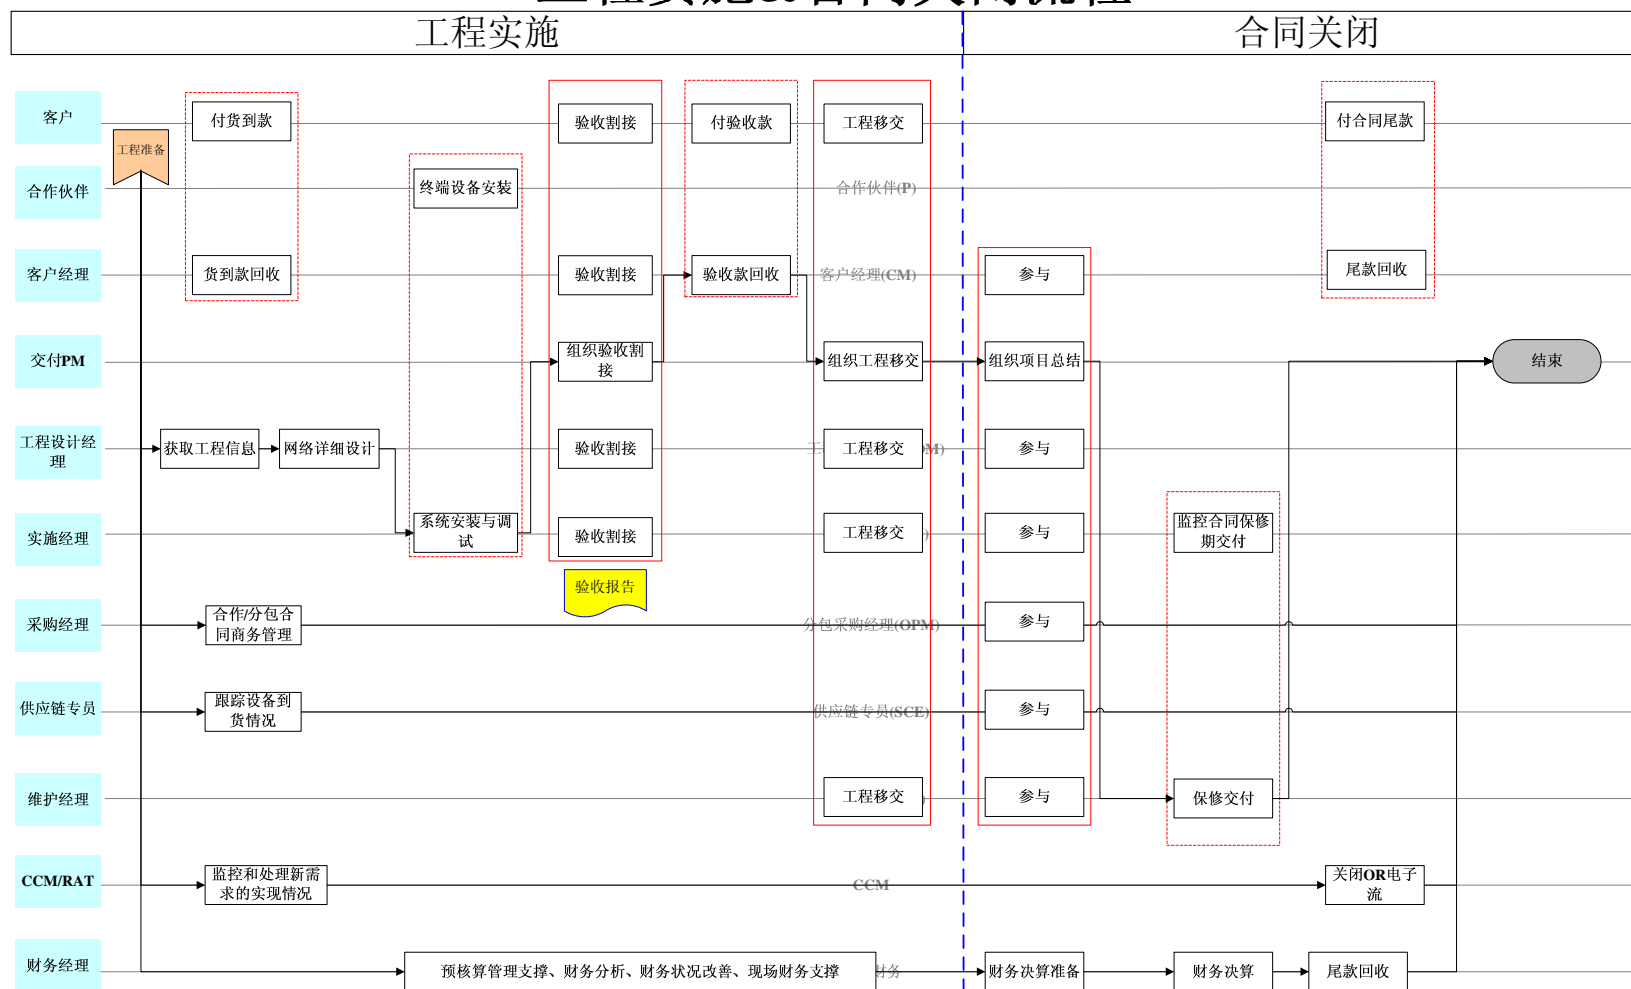 工程实施&合同关闭流程
工程实施
合同关闭
客户
付货到款
验收割接
付验收款
工程移交
付合同尾款
工程准备
合作伙伴
终端设备安装
合作伙伴(P)
客户经理
货到款回收
验收割接
验收款回收
客户经理(CM)
参与
尾款回收
交付PM
组织验收割
接
组织工程移交
组织项目总结
结束
工程设计经
理
获取工程信息
网络详细设计
验收割接
工程移交
M)
参与
实施经理
系统安装与调
试
验收割接
工程移交
)
参与
监控合同保修
期交付
验收报告
采购经理
合作/分包合
同商务管理
分包采购经理(OPM)
参与
供应链专员
跟踪设备到
货情况
供应链专员(SCE)
参与
维护经理
工程移交
)
参与
保修交付
CCM/RAT
监控和处理新需
求的实现情况
CCM
关闭OR电子
流
财务经理
预核算管理支撑、财务分析、财务状况改善、现场财务支撑
财务
财务决算准备
财务决算
尾款回收